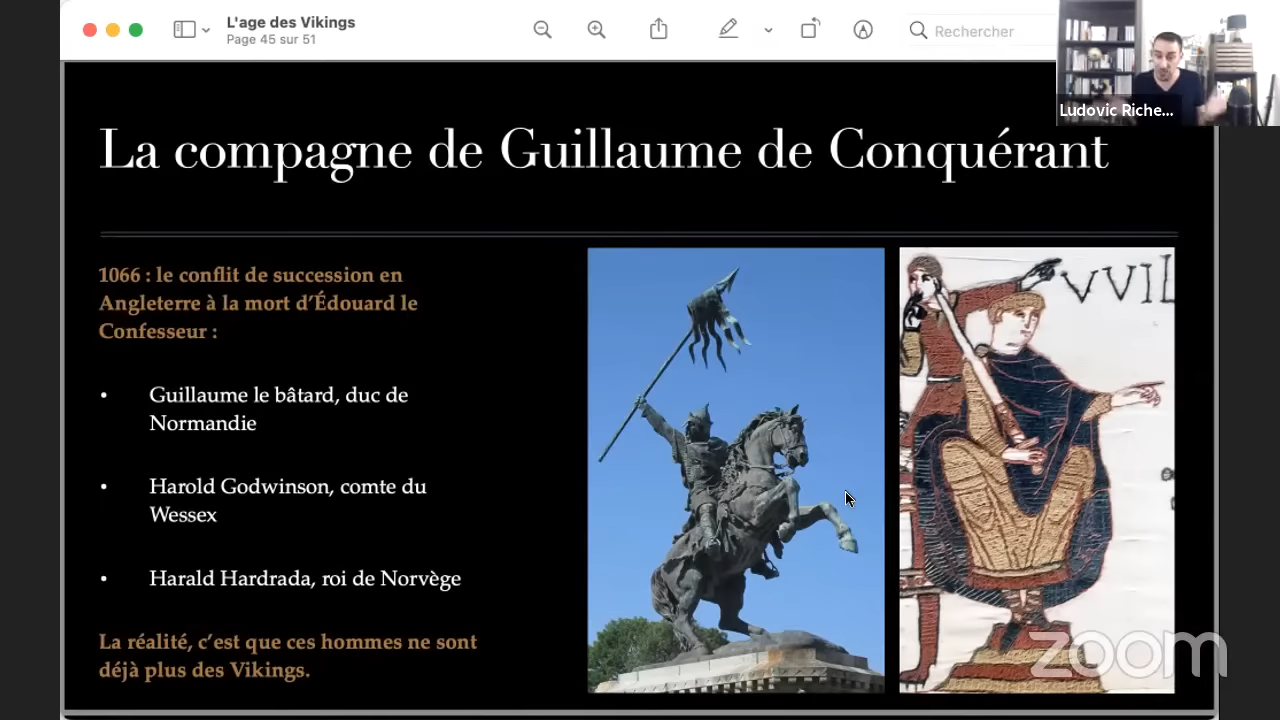 L'age des Vikings
Page 45 sur 51
Rechercher
Ludovic Riche...
La compagne de Guillaume de Conquérant
1066 : le conflit de succession en
Angleterre à la mort d'Édouard le
Confesseur :
• Guillaume le bâtard, duc de
Normandie
• Harold Godwinson, comte du
Wessex
• Harald Hardrada, roi de Norvège
La réalité, c'est que ces hommes ne sont
déjà plus des Vikings.
VVIL
zoom